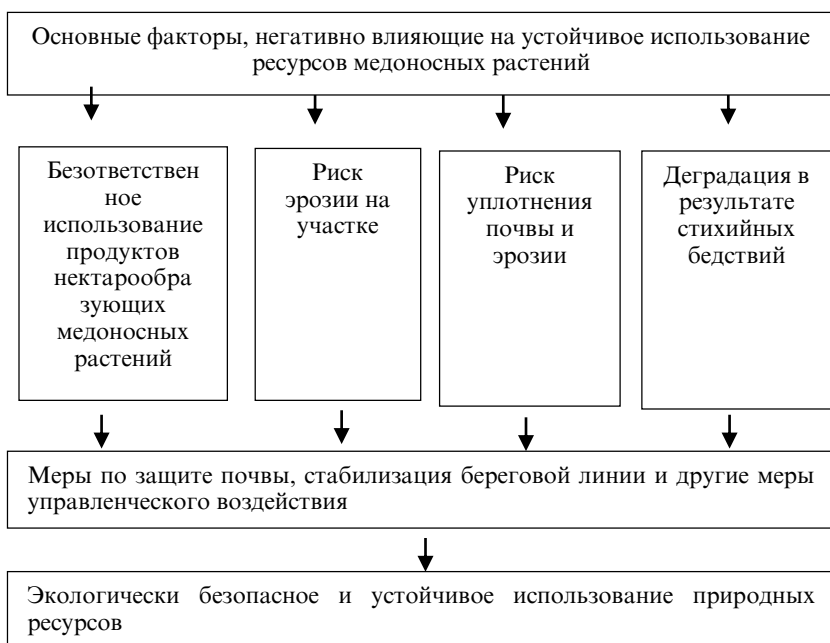 Основные факторы, негативно влияющие на устойчивое использование
ресурсов медоносных растений
Безответствен
ное
использование
продуктов
нектарообра
зующих
медоносных
растений
Риск
эрозии на
участке
Риск
уплотнения
почвы и
эрозии
Деградация в
результате
стихийных
бедствий
Меры по защите почвы, стабилизация береговой линии и другие меры
управленческого воздействия
Экологически безопасное и устойчивое использование природных
ресурсов